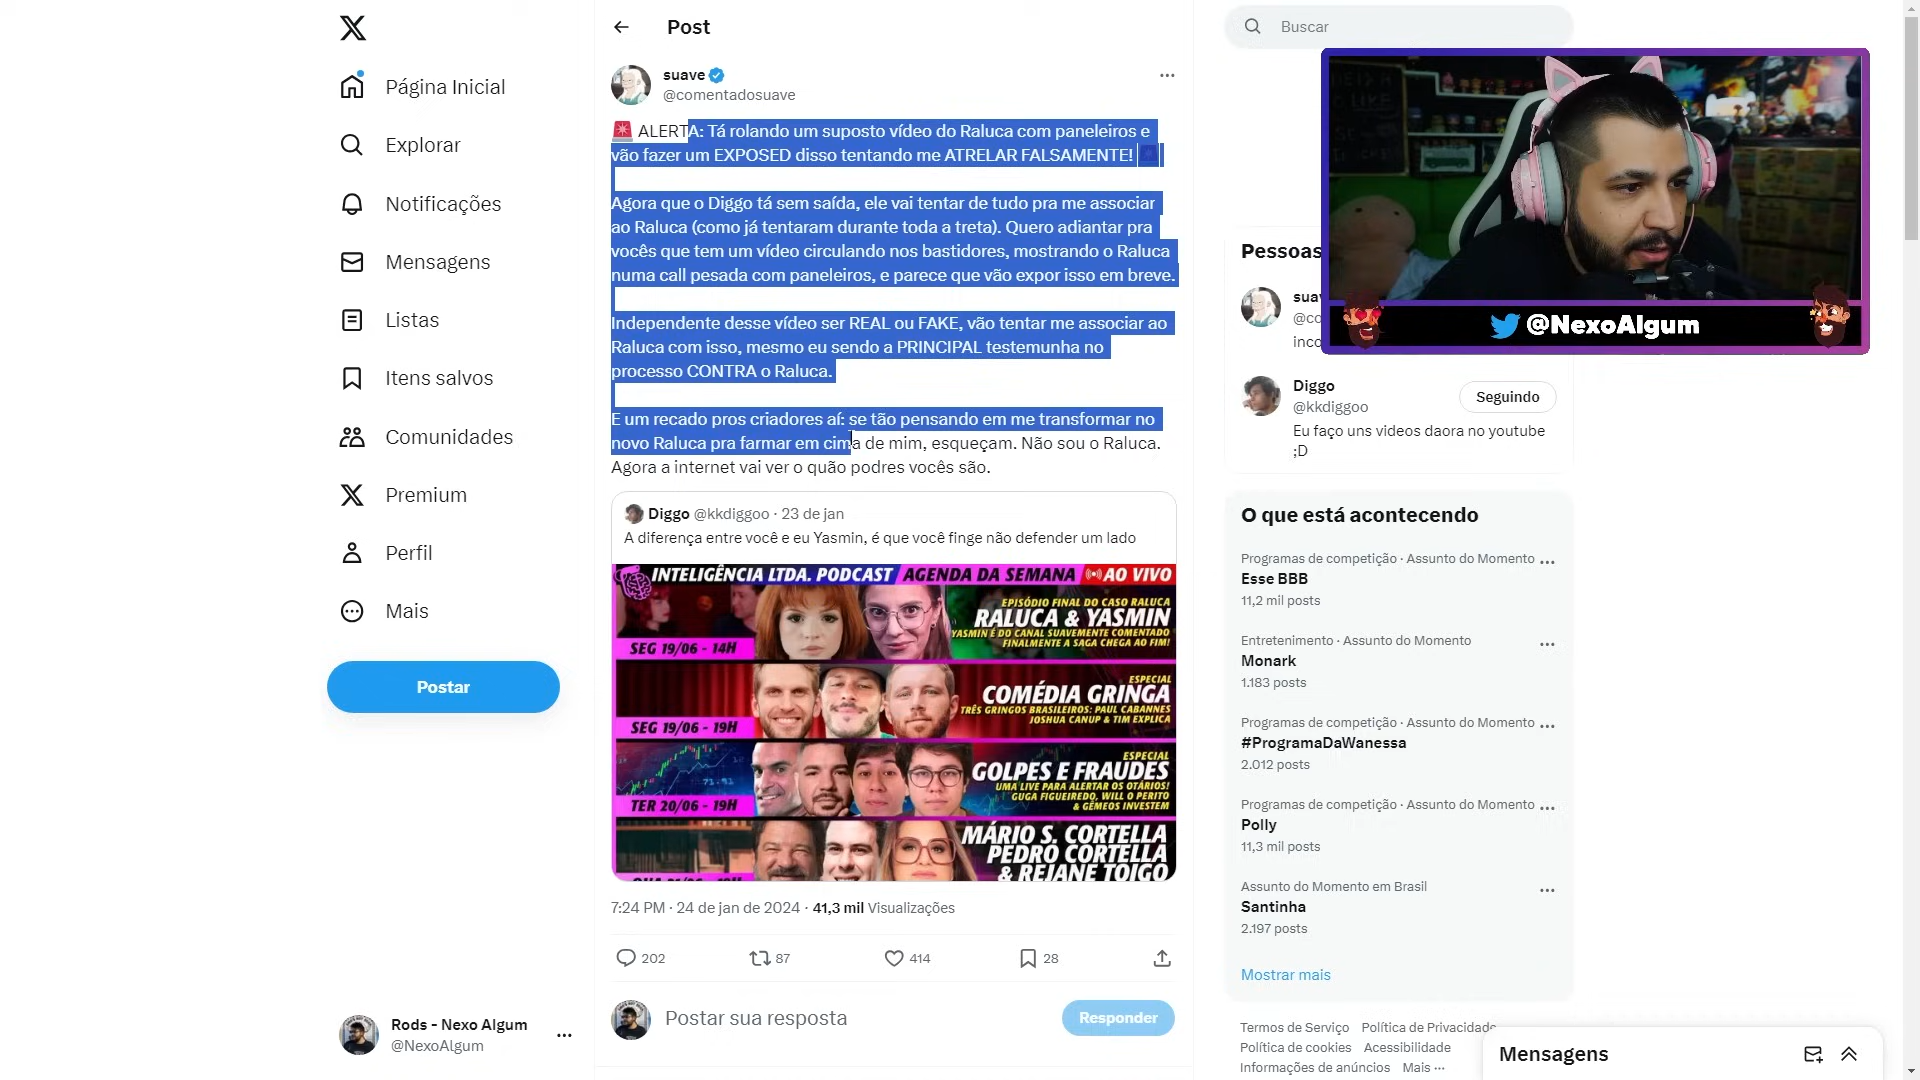 Página Inicial
Explorar
Notificações
Mensagens
Listas
Itens salvos
Comunidades
Premium
Perfil
Mais
Postar
Rods - Nexo Algum
@NexoAlgum
Post
suave
@comentadosuave
ALERTA: Tá rolando um suposto vídeo do Raluca com paneleiros e
vão fazer um EXPOSED disso tentando me ATRELAR FALSAMENTE!
Agora que o Diggo tá sem saída, ele vai tentar de tudo pra me associar
ao Raluca (como já tentaram durante toda a treta). Quero adiantar pra
vocês que tem um vídeo circulando nos bastidores, mostrando o Raluca
numa call pesada com paneleiros, e parece que vão expor isso em breve.
Independente desse vídeo ser REAL ou FAKE, vão tentar me associar ao
Raluca com isso, mesmo eu sendo a PRINCIPAL testemunha no
processo CONTRA o Raluca.
E um recado pros criadores aí: se tão pensando em me transformar no
novo Raluca pra farmar em cima de mim, esqueçam. Não sou o Raluca.
Agora a internet vai ver o quão podres vocês são.
Diggo @kkdiggoo · 23 de jan
A diferença entre você e eu Yasmin, é que você finge não defender um lado
INTELIGÊNCIA LTDA. PODCAST AGENDA DA SEMANA AO VIVO
EPISÓDIO FINAL DO CASO RALUCA
RALUCA & YASMIN
YASMIN É DO CANAL SUAVEMENTE COMENTADO
FINALMENTE A SAGA CHEGA AO FIM!
SEG 19/06 - 14H
ESPECIAL
COMÉDIA GRINGA
TRÊS GRINGOS BRASILEIROS: PAUL CABANNES
JOSHUA CANUP & TIM EXPLICA
SEG 19/06 - 19H
ESPECIAL
GOLPES E FRAUDES
UMA LIVE PARA ALERTAR OS OTÁRIOS!
GUGA FIGUEIREDO, WILL O PERITO
& GÊMEOS INVESTEM
TER 20/06 - 19H
MÁRIO S. CORTELLA
PEDRO CORTELLA
& REJANE TOIGO
7:24 PM · 24 de jan de 2024 · 41,3 mil Visualizações
202 87 414 28
Postar sua resposta
Responder
Buscar
Pessoas
@NexoAlgum
Diggo
@kkdiggoo
Seguindo
Eu faço uns videos daora no youtube
;D
O que está acontecendo
Programas de competição · Assunto do Momento
Esse BBB
11,2 mil posts
Entretenimento · Assunto do Momento
Monark
1.183 posts
Programas de competição · Assunto do Momento
#ProgramaDaWanessa
2.012 posts
Programas de competição · Assunto do Momento
Polly
11,3 mil posts
Assunto do Momento em Brasil
Santinha
2.197 posts
Mostrar mais
Termos de Serviço Política de Privacidade
Política de cookies Acessibilidade
Informações de anúncios Mais ...
Mensagens